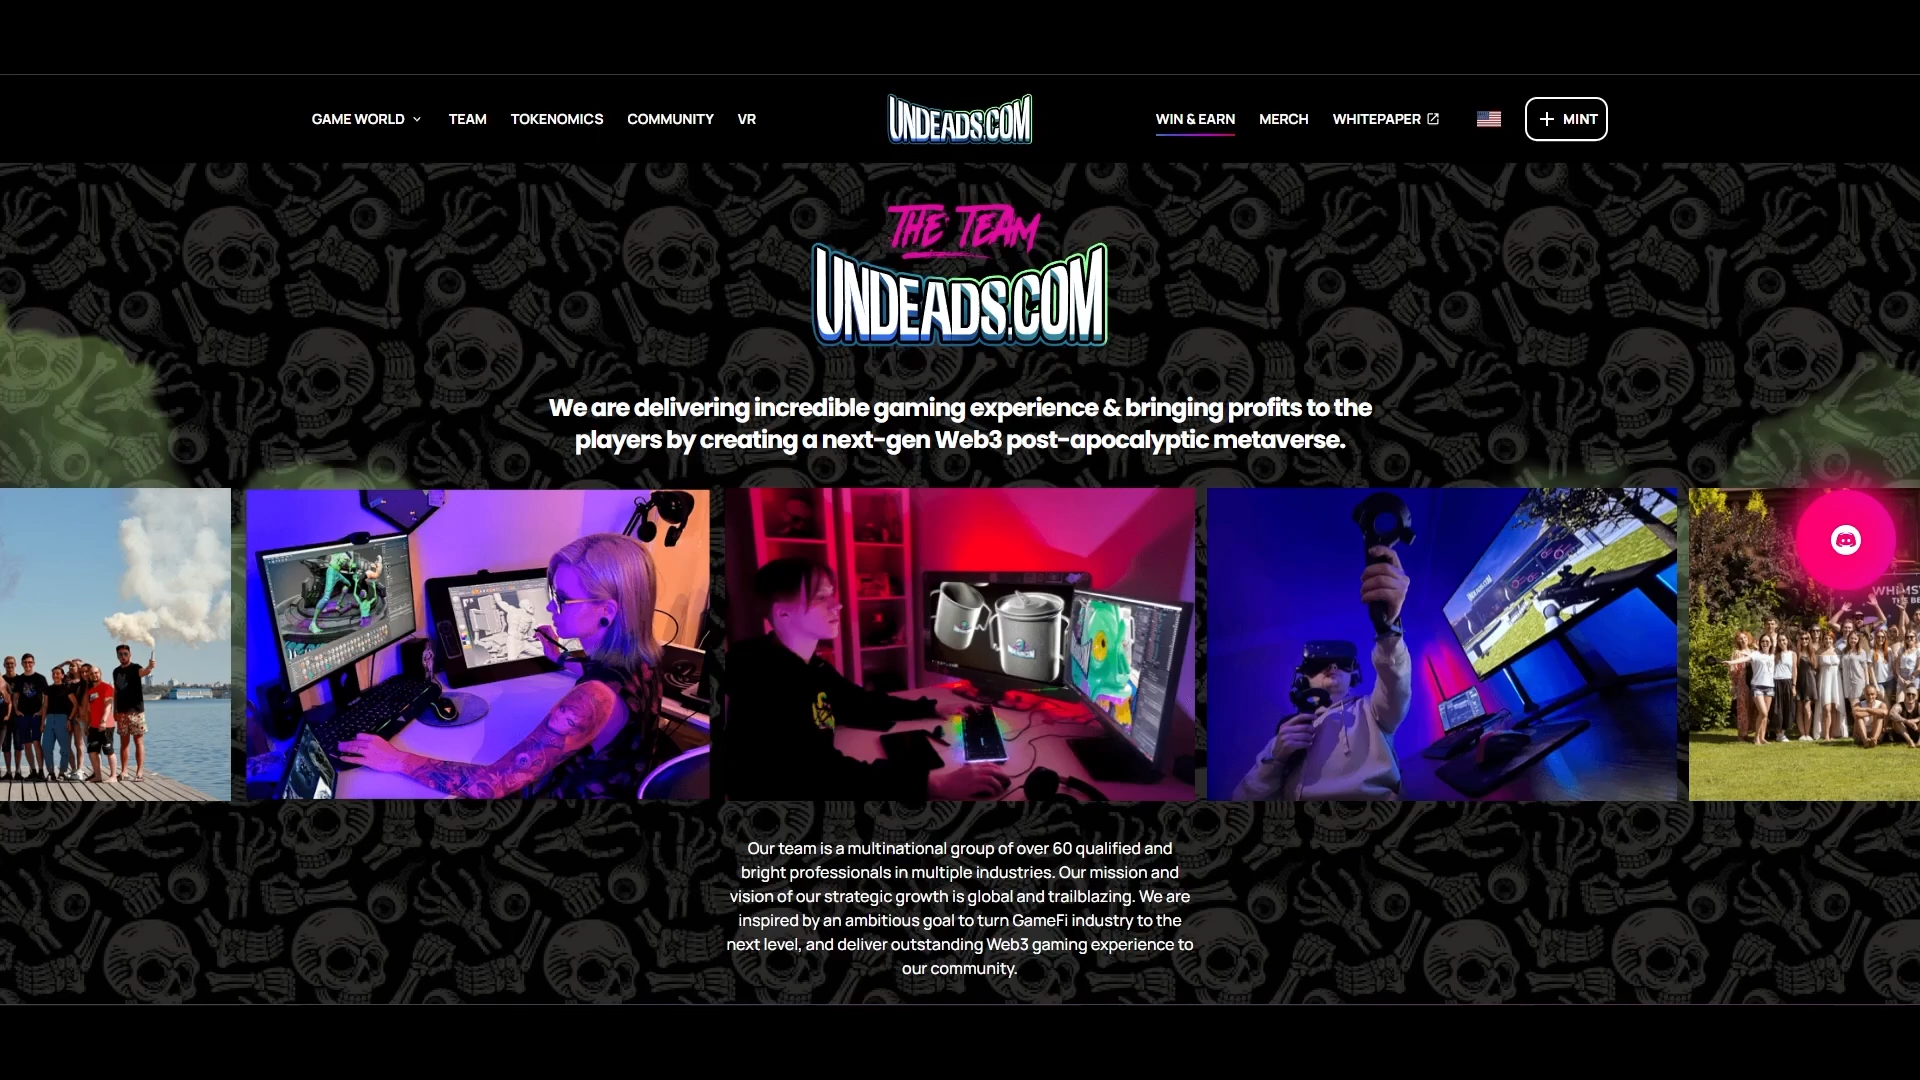 GAME WORLD TEAM TOKENOMICS COMMUNITY VR UNDEADS.COM WIN & EARN MERCH WHITEPAPER + MINT
THE TEAM
UNDEADS.COM
We are delivering incredible gaming experience & bringing profits to the
players by creating a next-gen Web3 post-apocalyptic metaverse.
Our team is a multinational group of over 60 qualified and
bright professionals in multiple industries. Our mission and
vision of our strategic growth is global and trailblazing. We are
inspired by an ambitious goal to turn GameFi industry to the
next level, and deliver outstanding Web3 gaming experience to
our community.